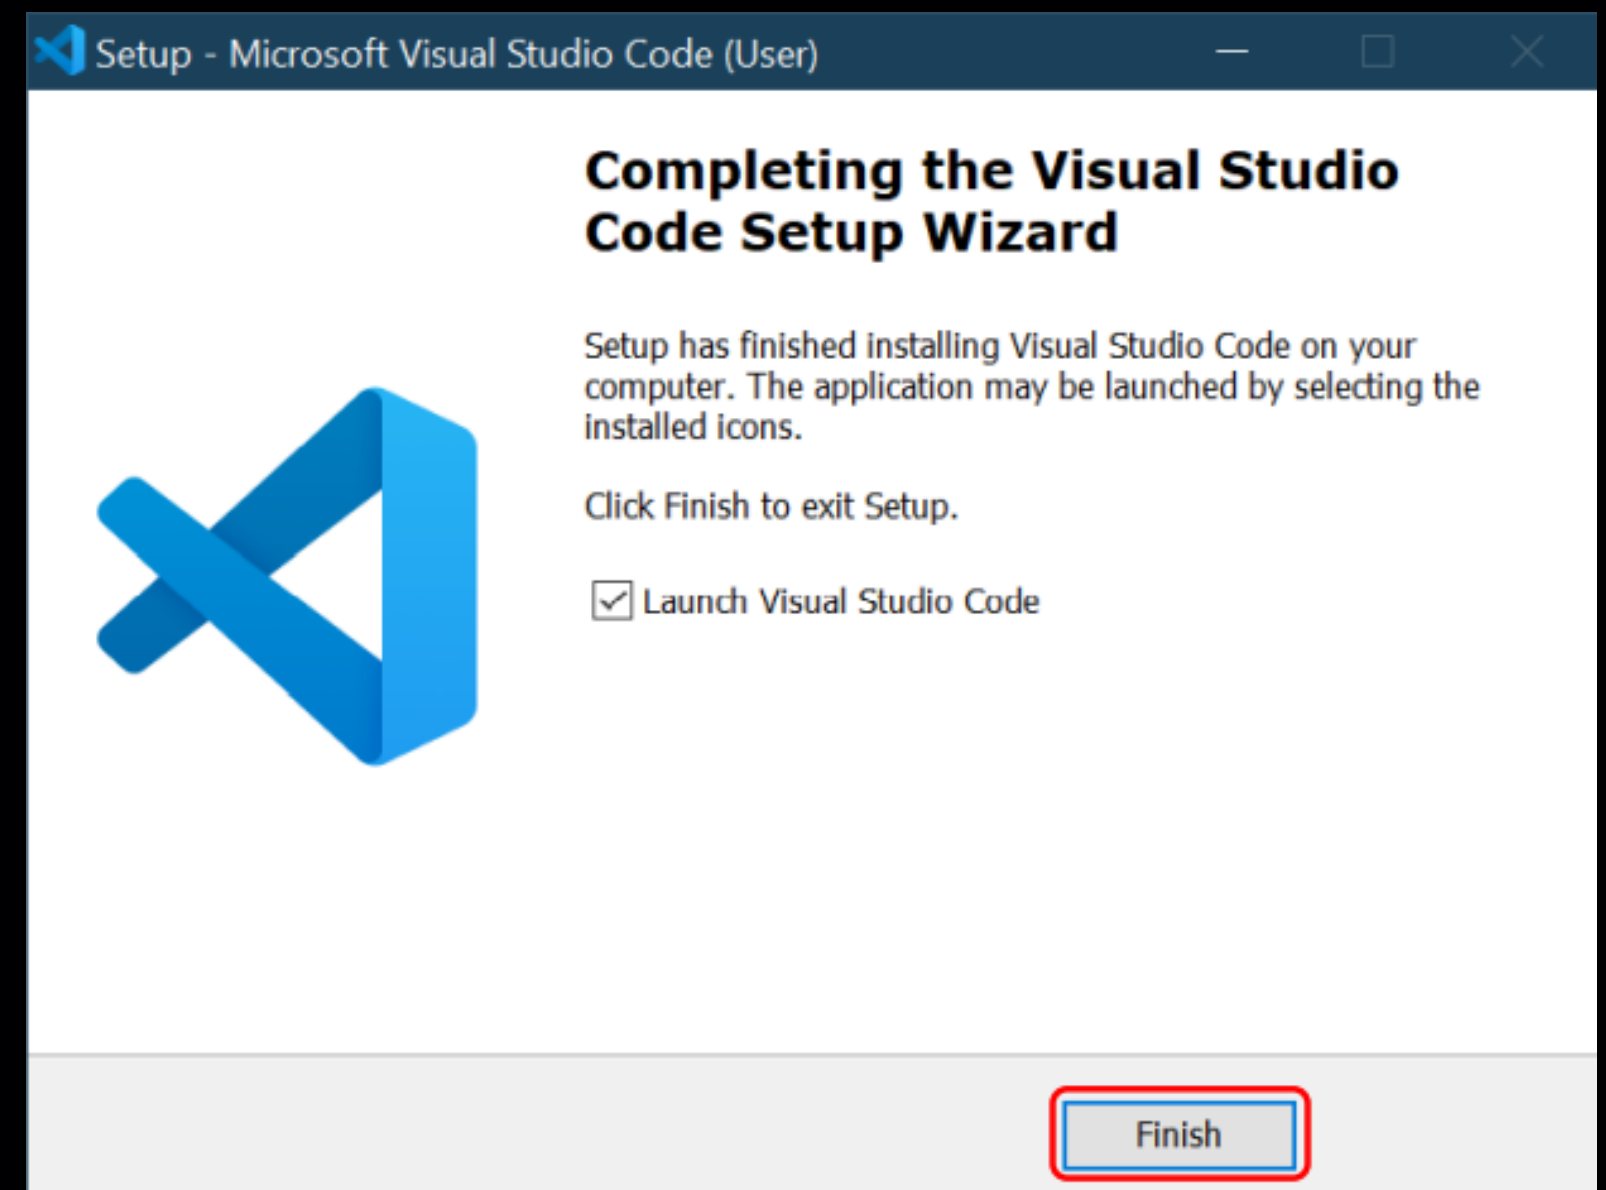 Setup - Microsoft Visual Studio Code (User)
Completing the Visual Studio
Code Setup Wizard
Setup has finished installing Visual Studio Code on your
computer. The application may be launched by selecting the
installed icons.
Click Finish to exit Setup.
Launch Visual Studio Code
Finish